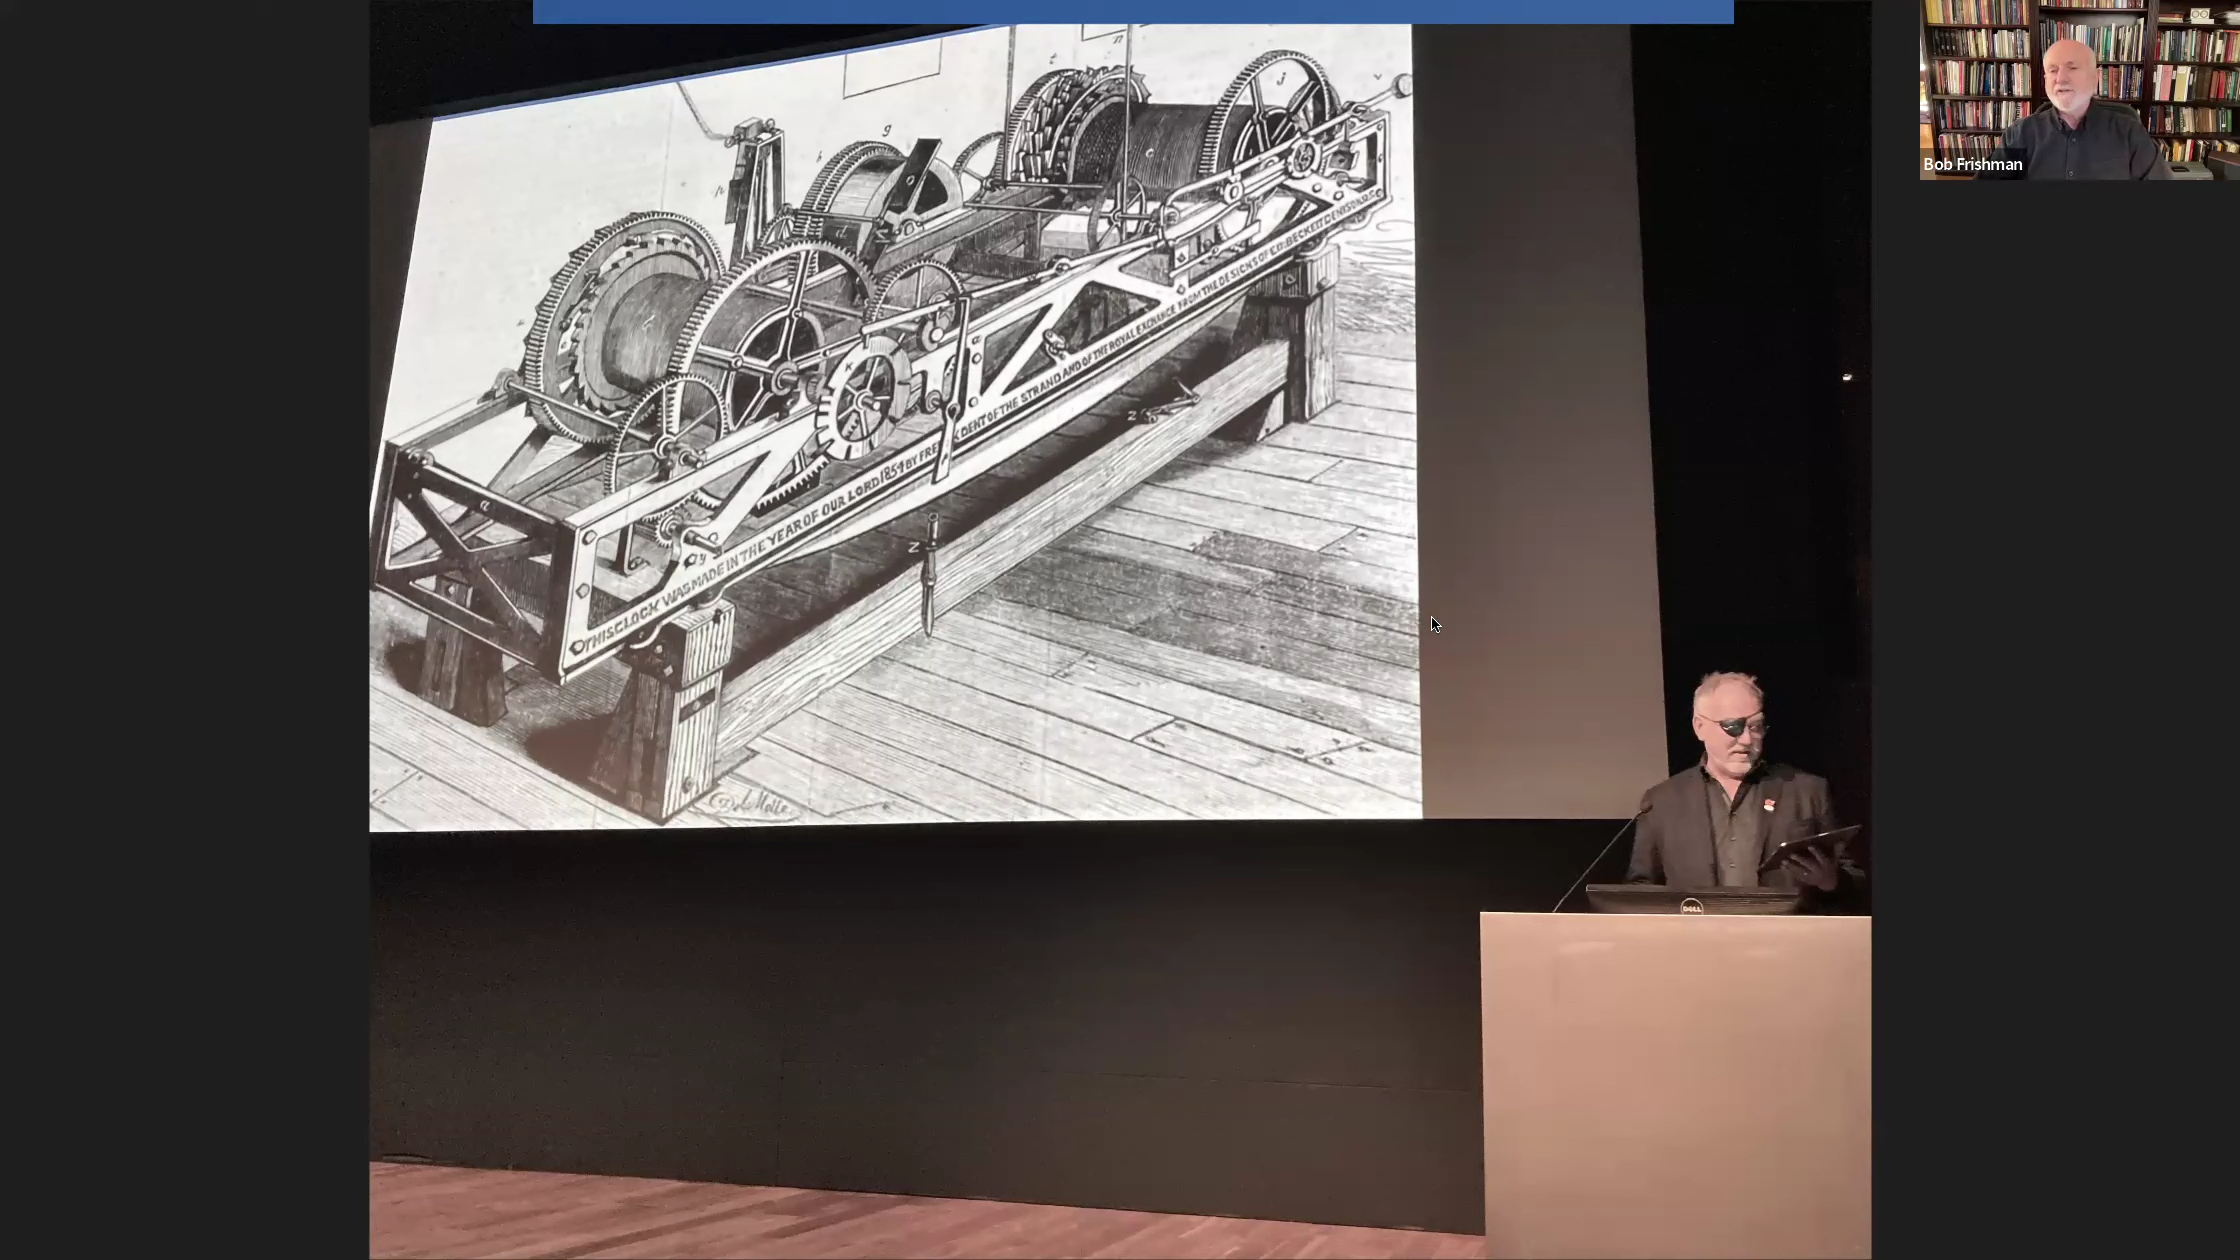 Bob Frishman
THIS CLOCK WAS MADE IN THE YEAR OF OUR LORD 1854 BY FRE K DENT OF THE STRAND AND OF THE ROYAL EXCHANGE FROM THE DESIGNS OF E.B. BECKETT DENISON Q.C.
g
j
h
e
c
d
K
a
Z
Z
y
DELL